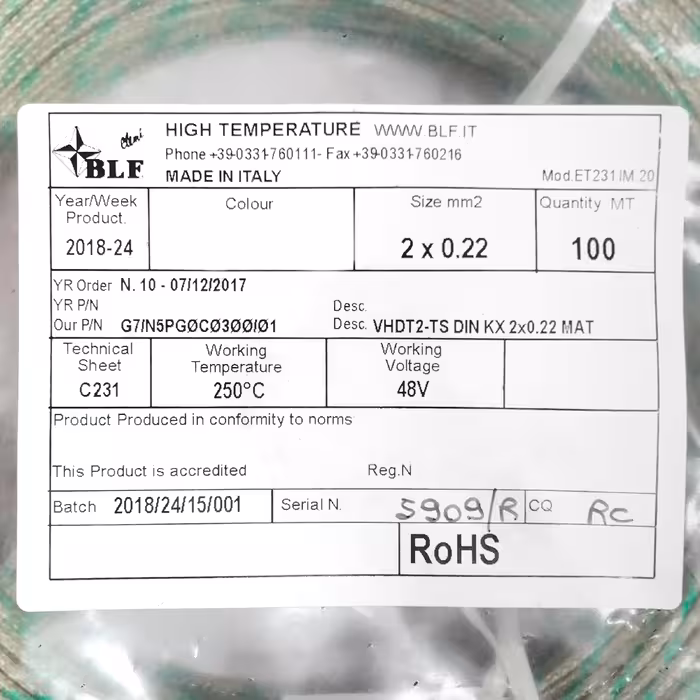 HIGH TEMPERATURE WWW.BLF.IT
BLF
Phone +39-0331-760111- Fax +39-0331-760216
MADE IN ITALY
Mod.ET231 IM 20
Year/Week Product.
Colour
Size mm2
Quantity MT
2018-24
2 x 0.22
100
YR Order N. 10 - 07/12/2017
YR P/N
Desc.
Our P/N G7/N5PGØCØ3ØØ/Ø1
Desc. VHDT2-TS DIN KX 2x0.22 MAT
Technical Sheet
Working Temperature
Working Voltage
C231
250°C
48V
Product Produced in conformity to norms
This Product is accredited
Reg.N
Batch 2018/24/15/001
Serial N. 5909/R
CQ RC
RoHS